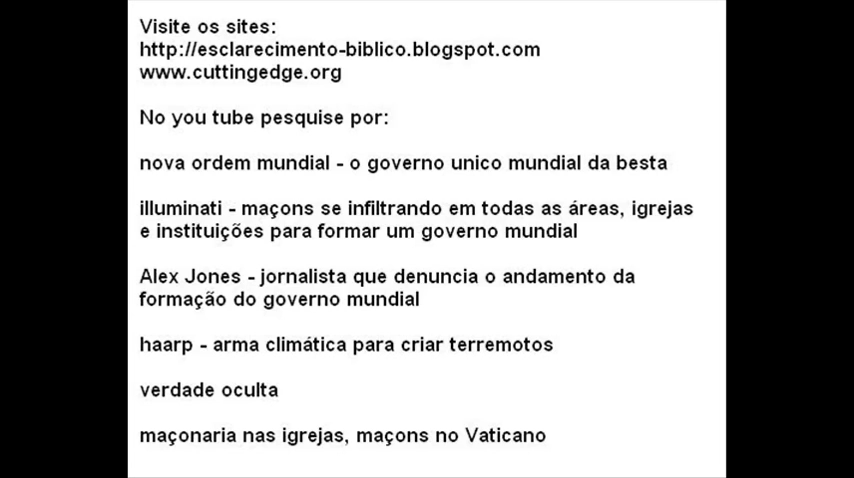 Visite os sites:
http://esclarecimento-biblico.blogspot.com
www.cuttingedge.org
No you tube pesquise por:
nova ordem mundial - o governo unico mundial da besta
illuminati - maçons se infiltrando em todas as áreas, igrejas
e instituições para formar um governo mundial
Alex Jones - jornalista que denuncia o andamento da
formação do governo mundial
haarp - arma climática para criar terremotos
verdade oculta
maçonaria nas igrejas, maçons no Vaticano